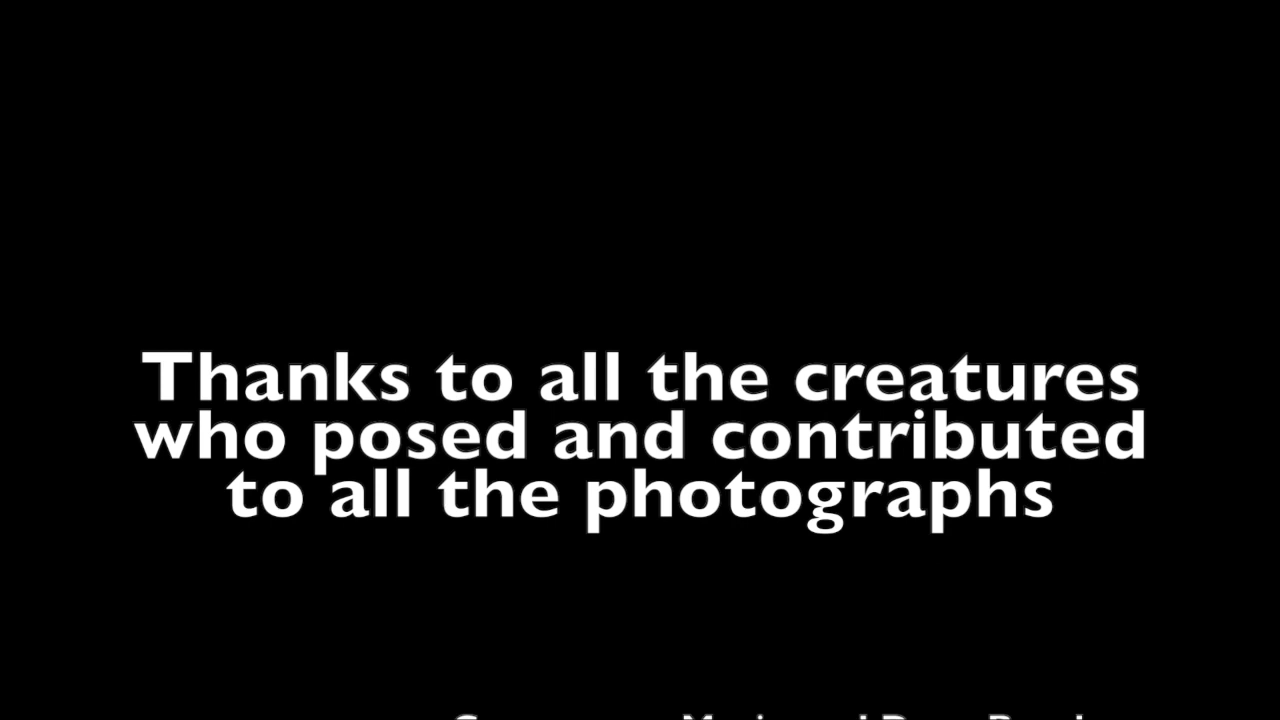 Thanks to all the creatures
who posed and contributed
to all the photographs